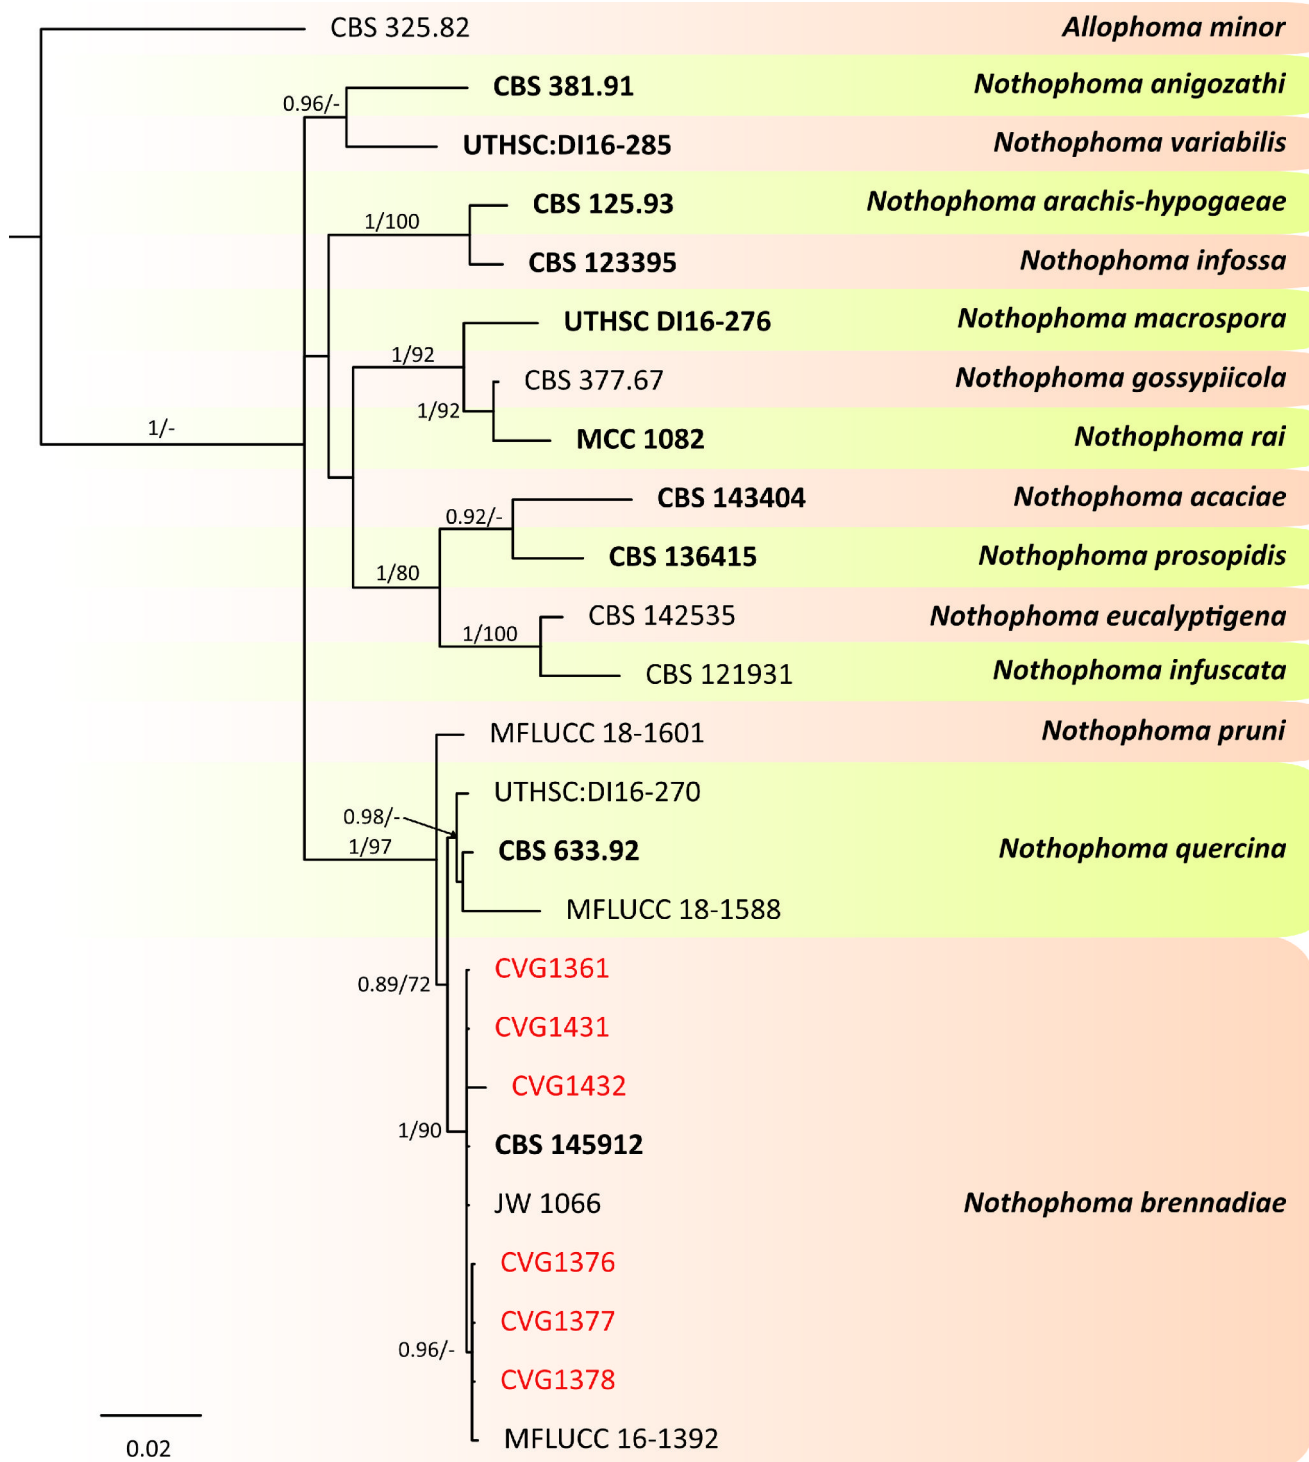 CBS 325.82 Allophoma minor
CBS 381.91 Nothophoma anigozathi
0.96/-
UTHSC:DI16-285 Nothophoma variabilis
CBS 125.93 Nothophoma arachis-hypogaeae
1/100
CBS 123395 Nothophoma infossa
UTHSC DI16-276 Nothophoma macrospora
1/92
CBS 377.67 Nothophoma gossypiicola
1/92
MCC 1082 Nothophoma rai
1/-
CBS 143404 Nothophoma acaciae
0.92/-
CBS 136415 Nothophoma prosopidis
1/80
CBS 142535 Nothophoma eucalyptigena
1/100
CBS 121931 Nothophoma infuscata
MFLUCC 18-1601 Nothophoma pruni
UTHSC:DI16-270
0.98/-
1/97
CBS 633.92 Nothophoma quercina
MFLUCC 18-1588
CVG1361
0.89/72
CVG1431
CVG1432
1/90
CBS 145912
JW 1066 Nothophoma brennadiae
CVG1376
CVG1377
0.96/-
CVG1378
MFLUCC 16-1392
0.02